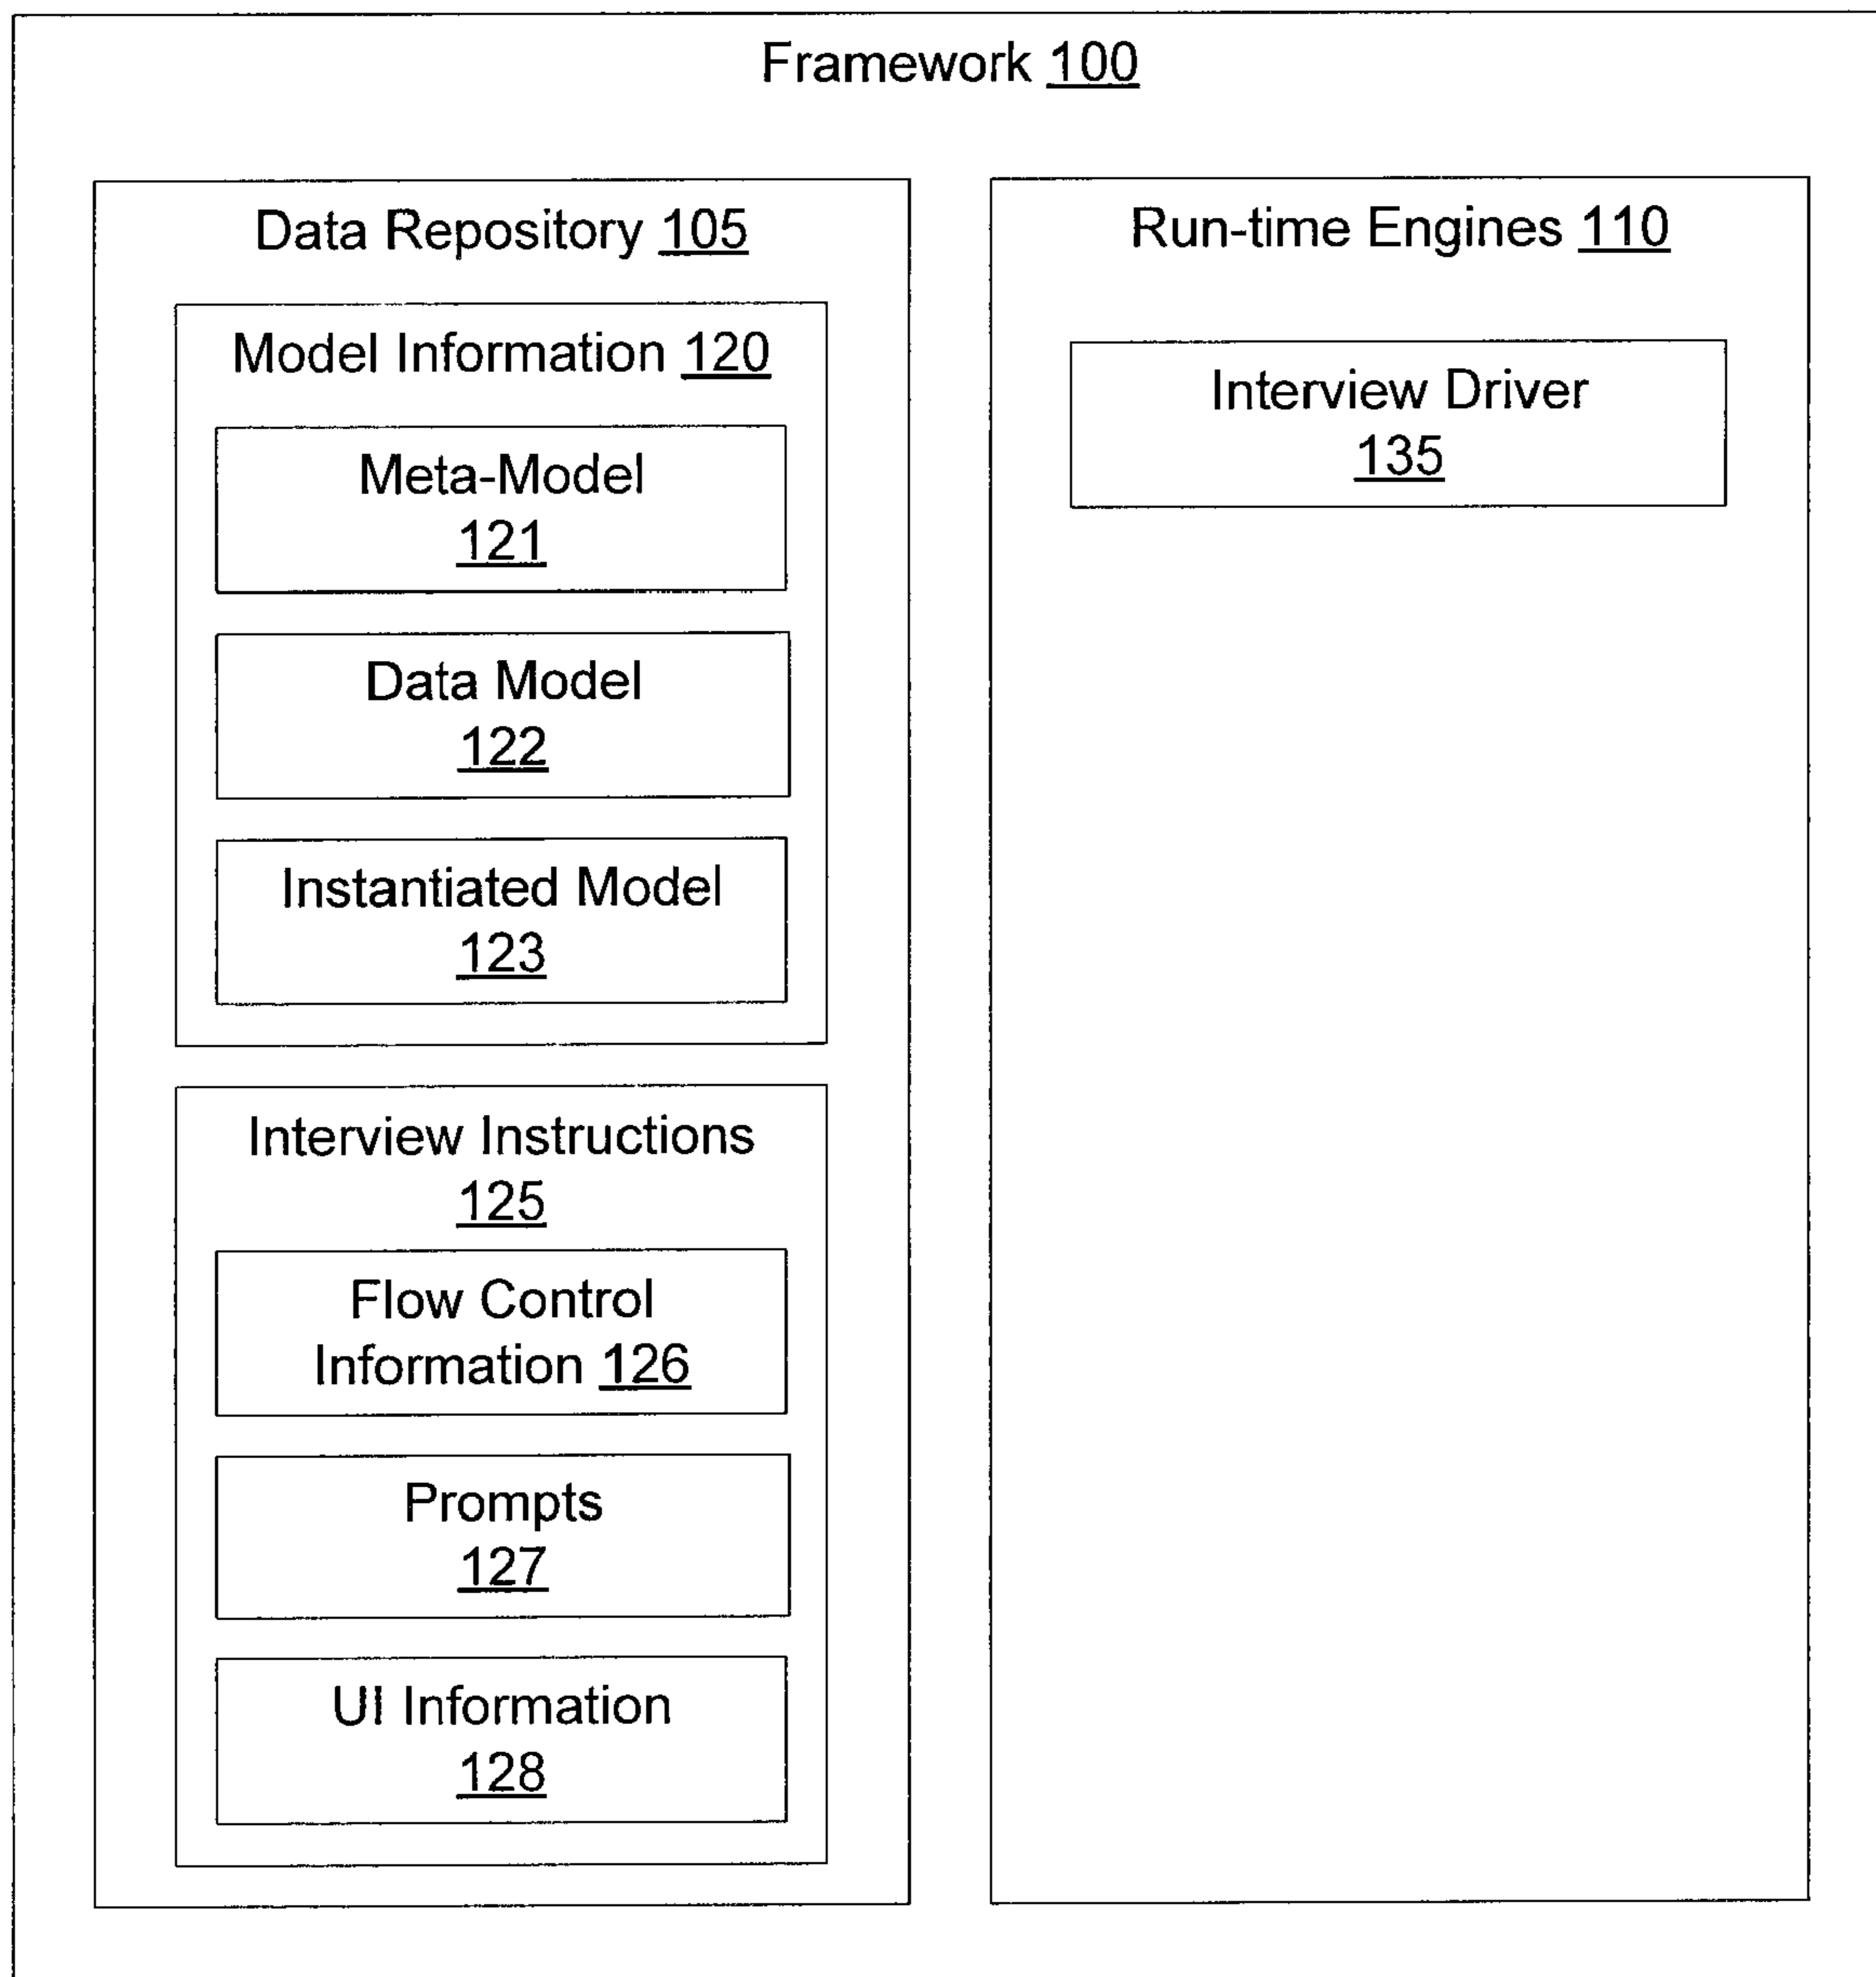 Framework 100
Data Repository 105
Model Information 120
Meta-Model
121
Data Model
122
Instantiated Model
123
Interview Instructions
125
Flow Control
Information 126
Prompts
127
UI Information
128
Run-time Engines 110
Interview Driver
135